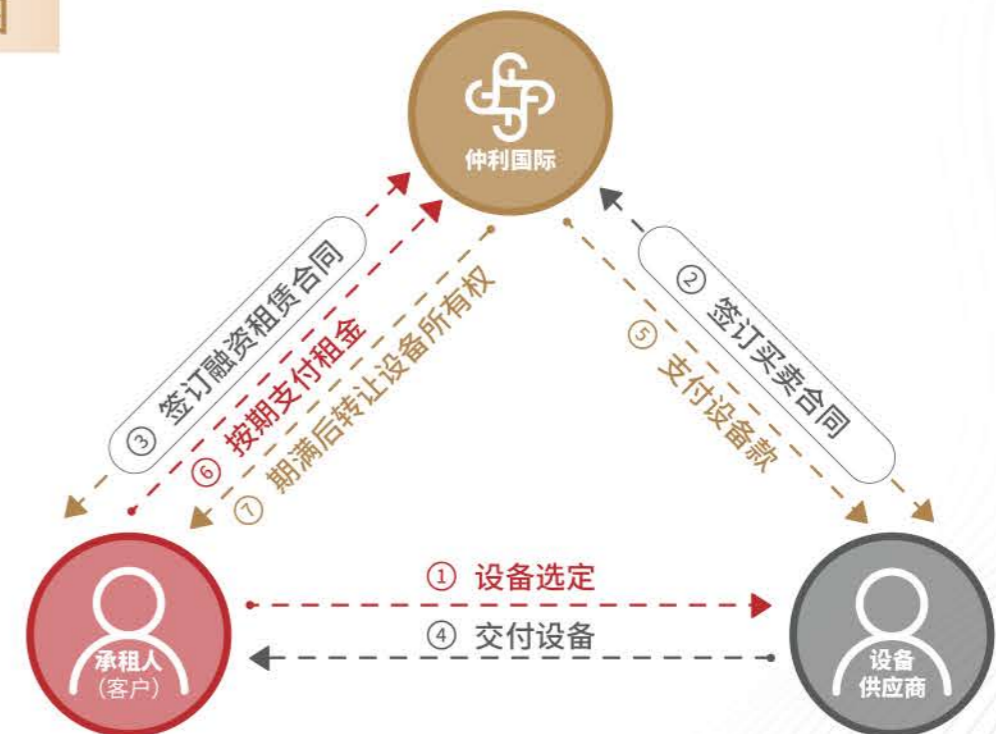 仲利国际
② 签订买卖合同
③ 签订融资租赁合同
⑤ 支付设备款
⑥ 按期支付租金
⑦ 期满后转让设备所有权
① 设备选定
④ 交付设备
承租人
(客户)
设备
供应商